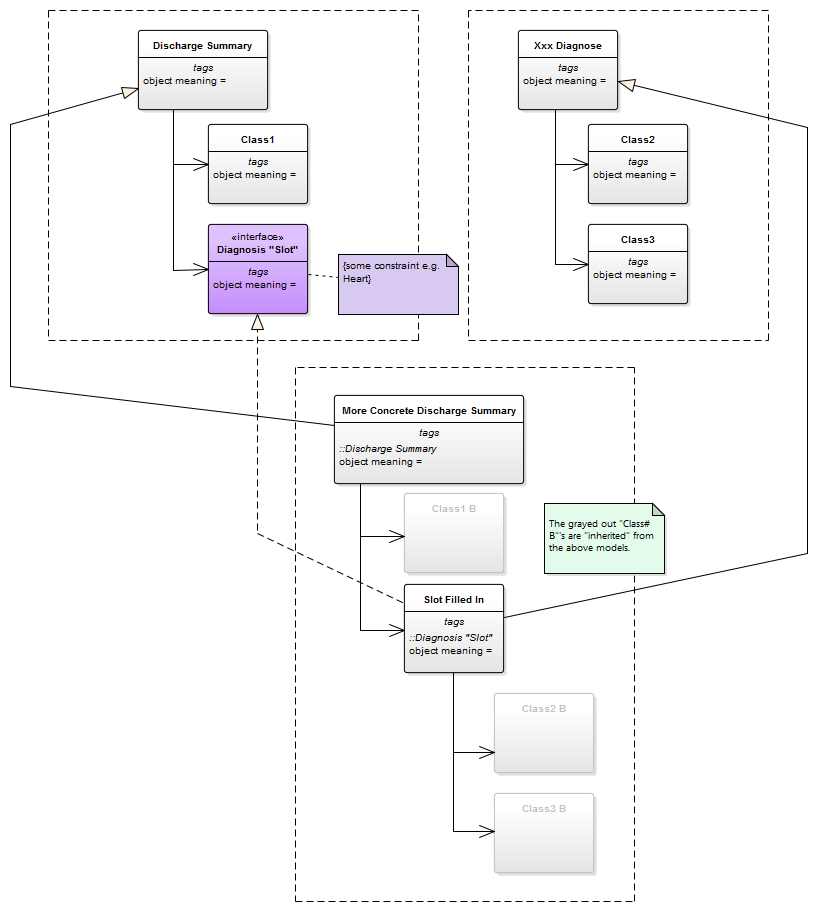 Discharge Summary
tags
object meaning =
Class1
tags
object meaning =
«interface»
Diagnosis "Slot"
tags
object meaning =
{some constraint e.g.
Heart}
Xxx Diagnose
tags
object meaning =
Class2
tags
object meaning =
Class3
tags
object meaning =
More Concrete Discharge Summary
tags
::Discharge Summary
object meaning =
Class1 B
The grayed out "Class#
B"'s are "inherited" from
the above models.
Slot Filled In
tags
::Diagnosis "Slot"
object meaning =
Class2 B
Class3 B